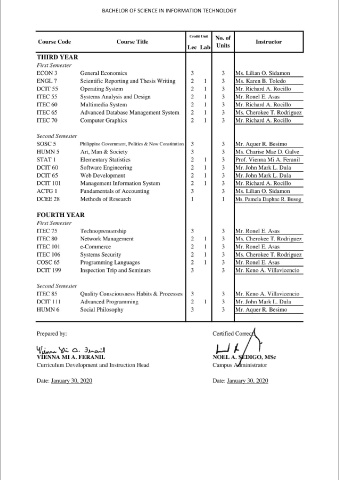 BACHELOR OF SCIENCE IN INFORMATION TECHNOLOGY
Course Code Course Title Credit Unit Lec Lab No. of Units Instructor
THIRD YEAR
First Semester
ECON 3 General Economics 3 3 Ms. Lilian O. Sidamon
ENGL 7 Scientific Reporting and Thesis Writing 2 1 3 Ms. Karen B. Toledo
DCIT 55 Operating System 2 1 3 Mr. Richard A. Rocillo
ITEC 55 Systems Analysis and Design 2 1 3 Mr. Ronel E. Asas
ITEC 60 Multimedia System 2 1 3 Mr. Richard A. Rocillo
ITEC 65 Advanced Database Management System 2 1 3 Ms. Cherokee T. Rodriguez
ITEC 70 Computer Graphics 2 1 3 Mr. Richard A. Rocillo
Second Semester
SOSC 5 Philippine Government, Politics & New Constitution 3 3 Mr. Aquer R. Besimo
HUMN 5 Art, Man & Society 3 3 Ms. Charise Mae D. Gulve
STAT 1 Elementary Statistics 2 1 3 Prof. Vienna Mi A. Feranil
DCIT 60 Software Engineering 2 1 3 Mr. John Mark L. Dula
DCIT 65 Web Development 2 1 3 Mr. John Mark L. Dula
DCIT 101 Management Information System 2 1 3 Mr. Richard A. Rocillo
ACTG 1 Fundamentals of Accounting 3 3 Ms. Lilian O. Sidamon
DCEE 28 Methods of Research 1 1 Ms. Pamela Daphne R.
FOURTH YEAR
First Semester
ITEC 75 Technopreneurship 3 3 Mr. Ronel E. Asas
ITEC 80 Network Management 2 1 3 Ms. Cherokee T. Rodriguez
ITEC 101 e-Commerce 2 1 3 Mr. Ronel E. Asas
ITEC 106 Systems Security 2 1 3 Ms. Cherokee T. Rodriguez
COSC 65 Programming Languages 2 1 3 Mr. Ronel E. Asas
DCIT 199 Inspection Trip and Seminars 3 3 Mr. Keno A. Villavicencio
Second Semester
ITEC 85 Quality Consciousness Habits & Processes 3 3 Mr. Keno A. Villavicencio
DCIT 111 Advanced Programming 2 1 3 Mr. John Mark L. Dula
HUMN 6 Social Philosophy 3 3 Mr. Aquer R. Besimo
Prepared by: Certified Correct:
Vienna Mi A. Feranil
VIENNA MI A. FERANIL NOEL A. SEDIGO, MSc
Curriculum Development and Instruction Head Campus Administrator
Date: January 30, 2020 Date: January 30, 2020